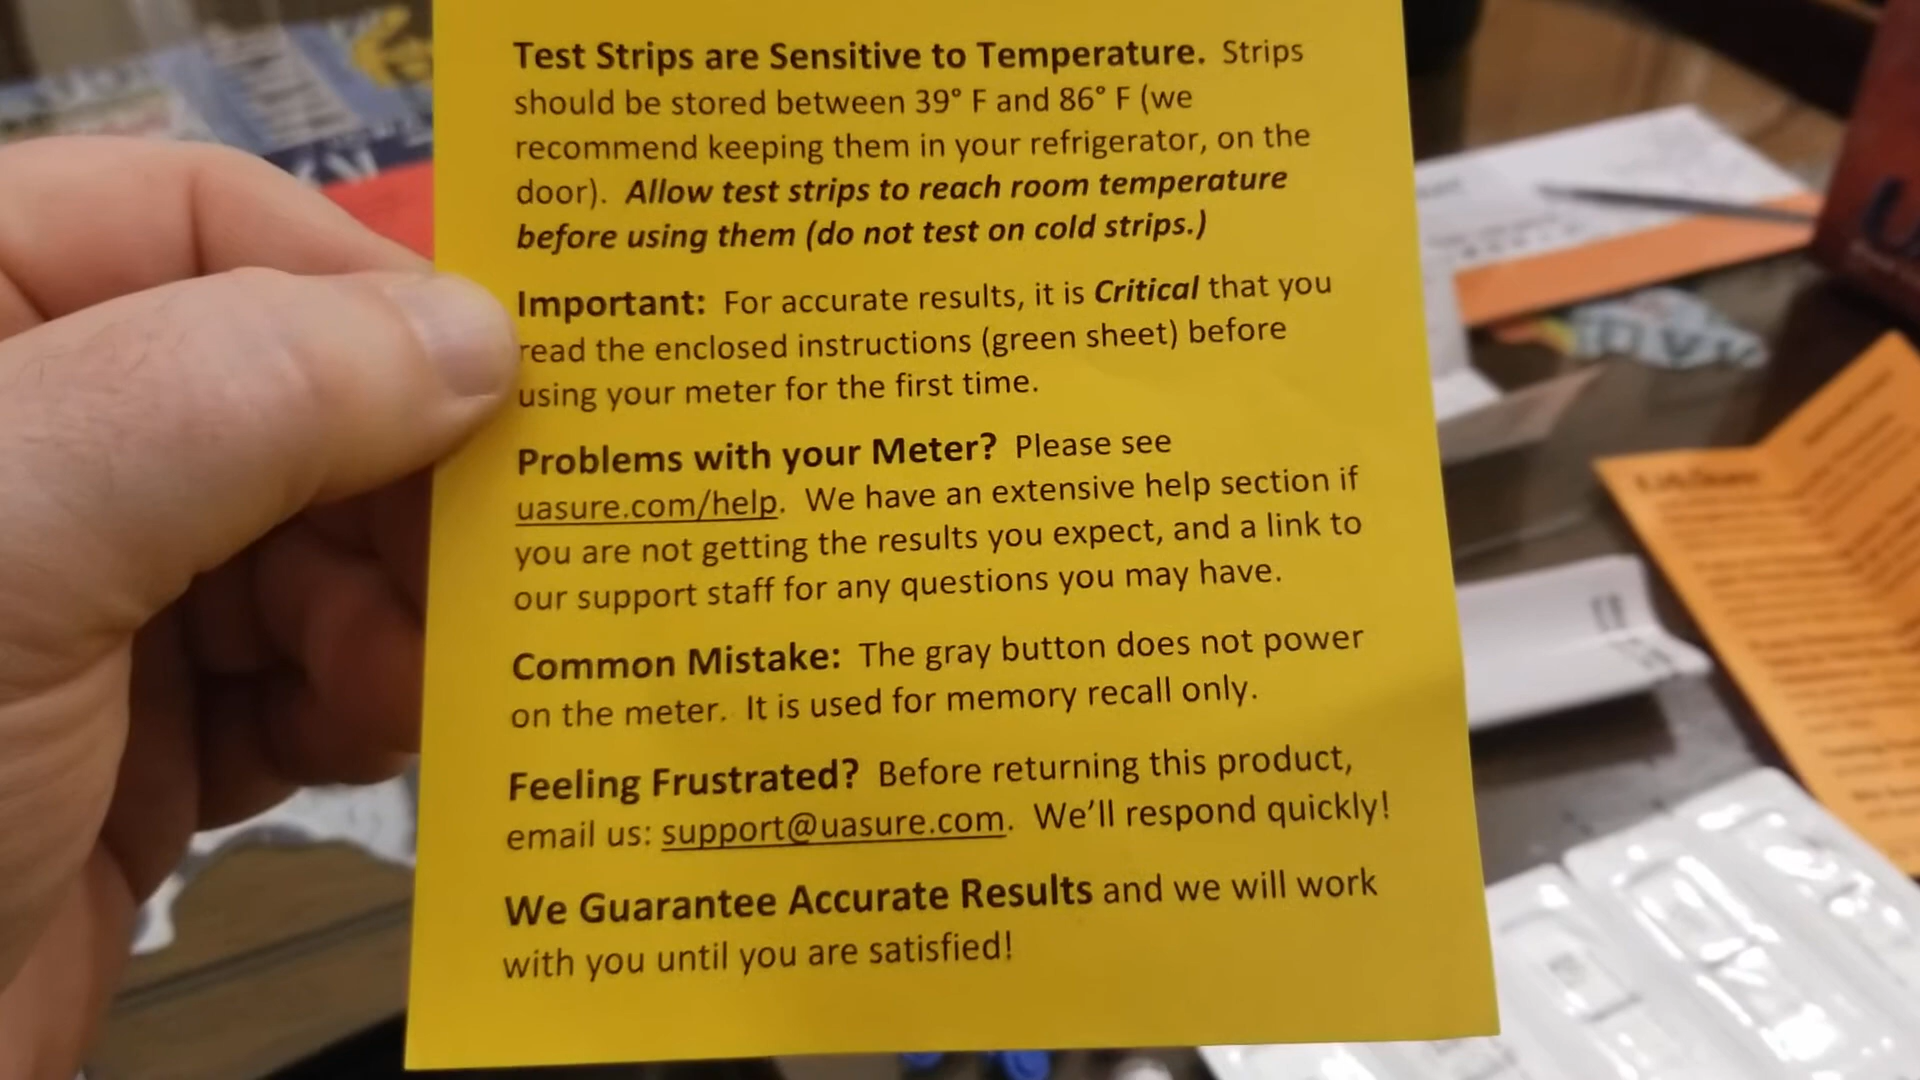 Test Strips are Sensitive to Temperature. Strips
should be stored between 39° F and 86° F (we
recommend keeping them in your refrigerator, on the
door). Allow test strips to reach room temperature
before using them (do not test on cold strips.)
Important: For accurate results, it is Critical that you
read the enclosed instructions (green sheet) before
using your meter for the first time.
Problems with your Meter? Please see
uasure.com/help. We have an extensive help section if
you are not getting the results you expect, and a link to
our support staff for any questions you may have.
Common Mistake: The gray button does not power
on the meter. It is used for memory recall only.
Feeling Frustrated? Before returning this product,
email us: support@uasure.com. We'll respond quickly!
We Guarantee Accurate Results and we will work
with you until you are satisfied!